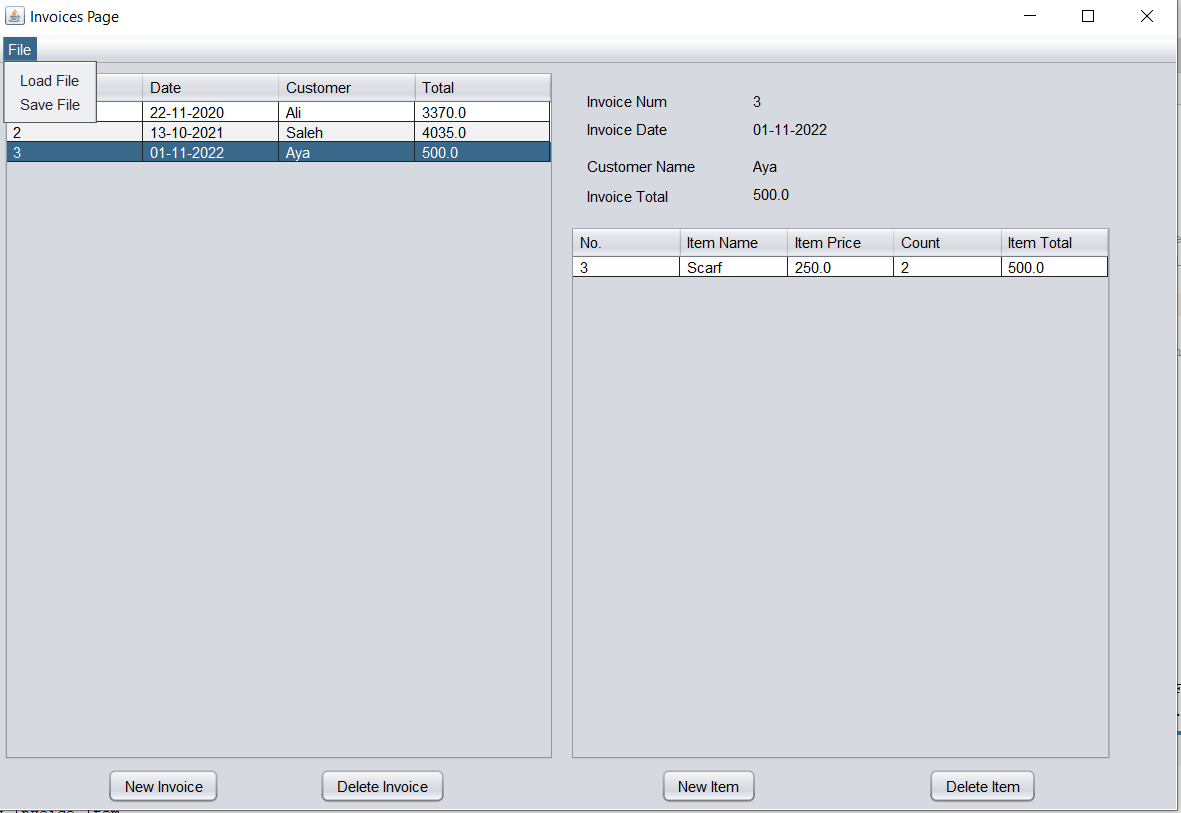 Invoices Page
File
Load File
Save File
Date Customer Total
22-11-2020 Ali 3370.0
2 13-10-2021 Saleh 4035.0
3 01-11-2022 Aya 500.0
Invoice Num 3
Invoice Date 01-11-2022
Customer Name Aya
Invoice Total 500.0
No. Item Name Item Price Count Item Total
3 Scarf 250.0 2 500.0
New Invoice Delete Invoice New Item Delete Item